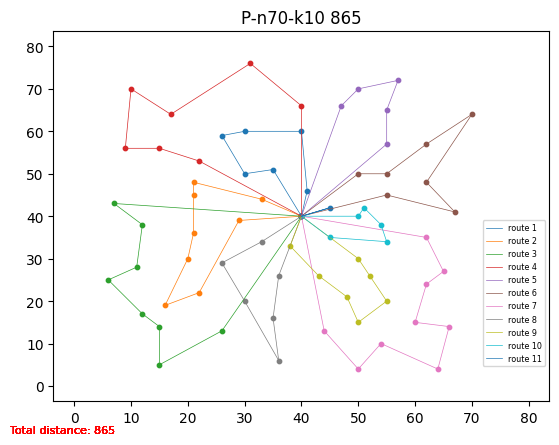 P-n70-k10 865
80
70
60
50
40
30
20
10
0
0 10 20 30 40 50 60 70 80
route 1
route 2
route 3
route 4
route 5
route 6
route 7
route 8
route 9
route 10
route 11
Total distance: 865